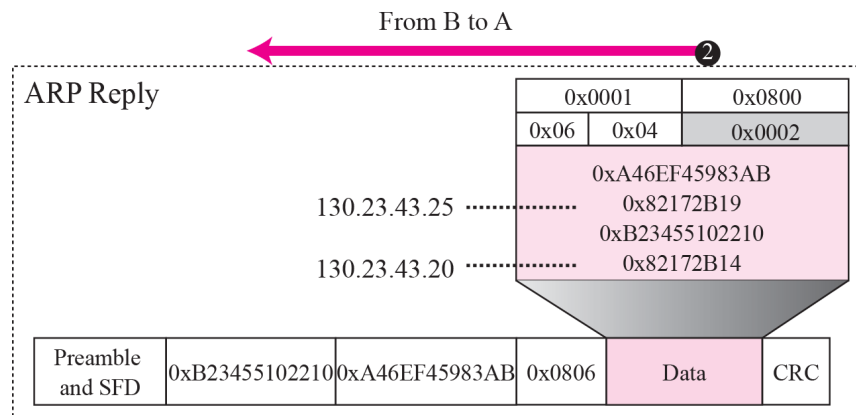 From B to A
2
ARP Reply
0x0001 0x0800
0x06 0x04 0x0002
0xA46EF45983AB
130.23.43.25 0x82172B19
0xB23455102210
130.23.43.20 0x82172B14
Preamble
and SFD 0xB23455102210 0xA46EF45983AB 0x0806 Data CRC